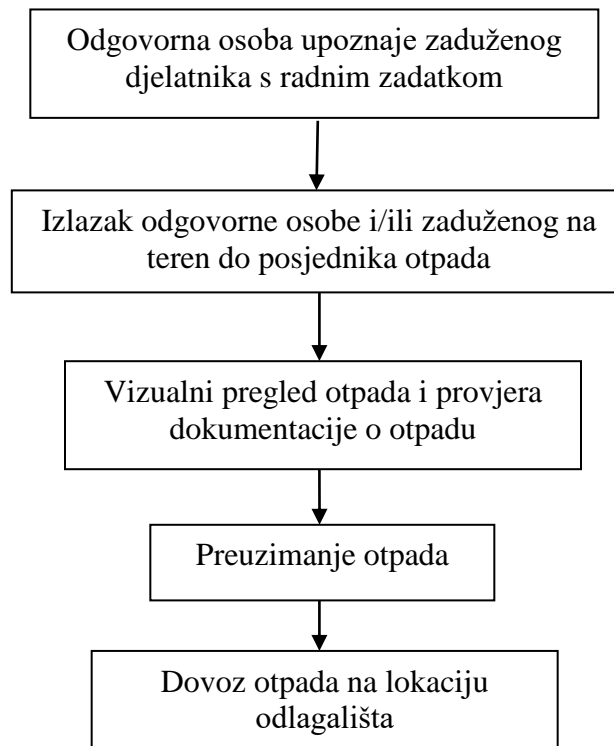 Odgovorna osoba upoznaje zaduženog
djelatnika s radnim zadatkom
Izlazak odgovorne osobe i/ili zaduženog na
teren do posjednika otpada
Vizualni pregled otpada i provjera
dokumentacije o otpadu
Preuzimanje otpada
Dovoz otpada na lokaciju
odlagališta